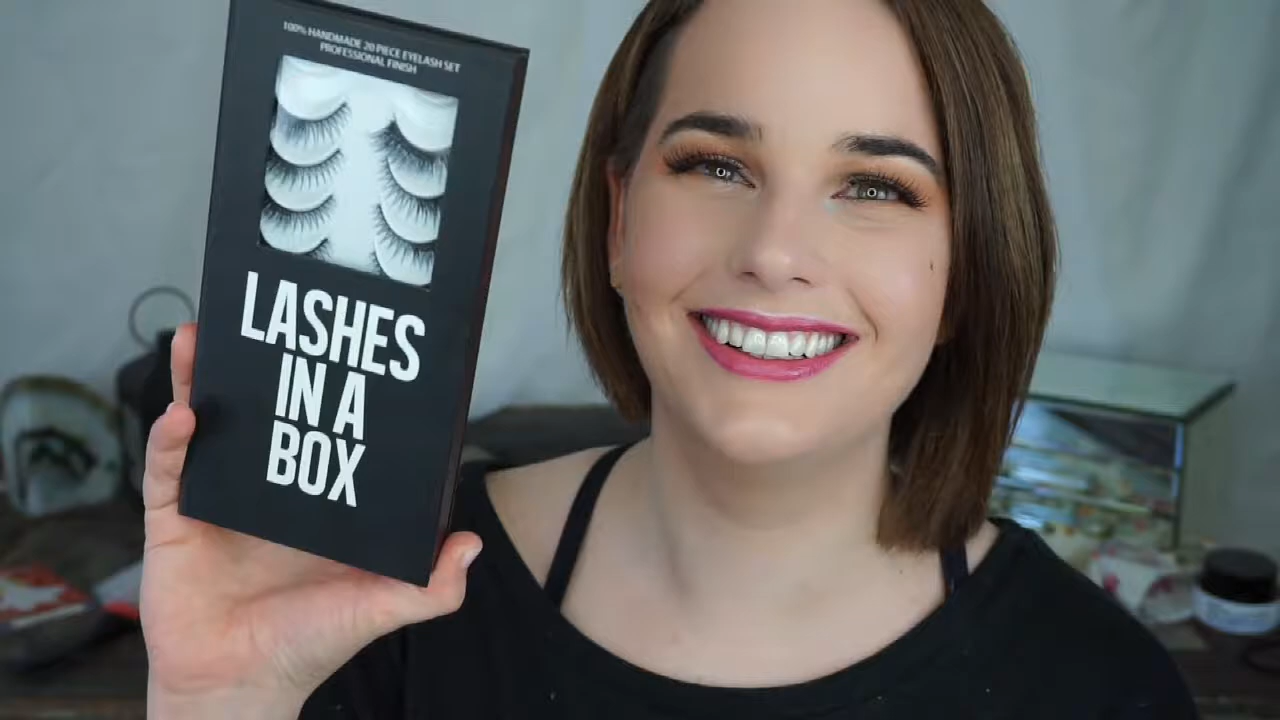 100% HANDMADE 20 PIECE EYELASH SET
PROFESSIONAL FINISH
LASHES
IN A
BOX